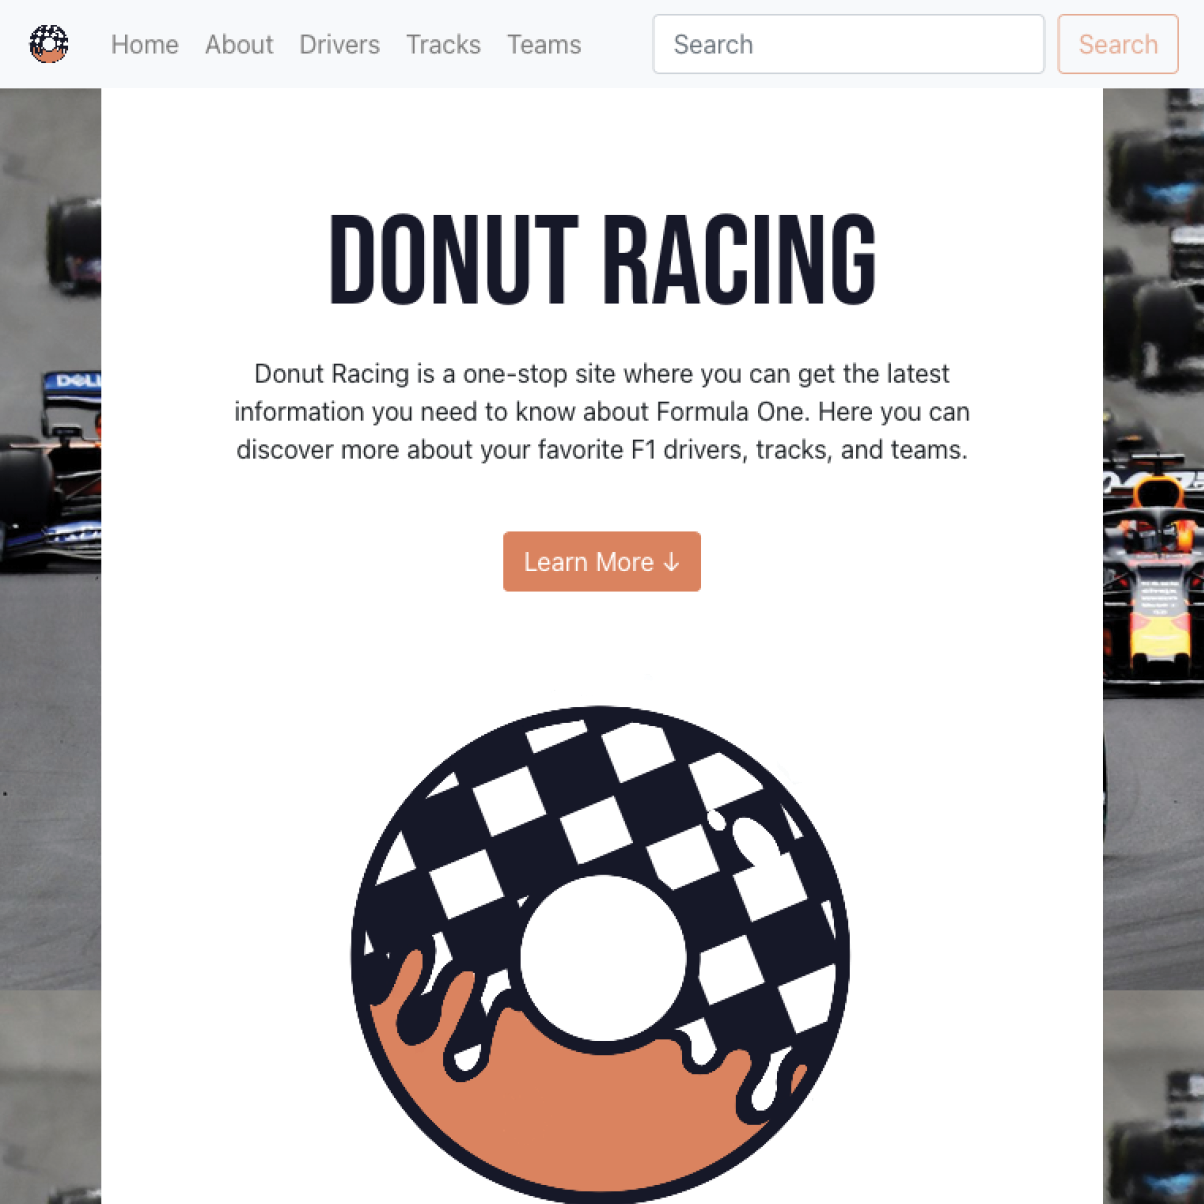 Home About Drivers Tracks Teams Search Search
DONUT RACING
Donut Racing is a one-stop site where you can get the latest
information you need to know about Formula One. Here you can
discover more about your favorite F1 drivers, tracks, and teams.
Learn More ↓
DELL